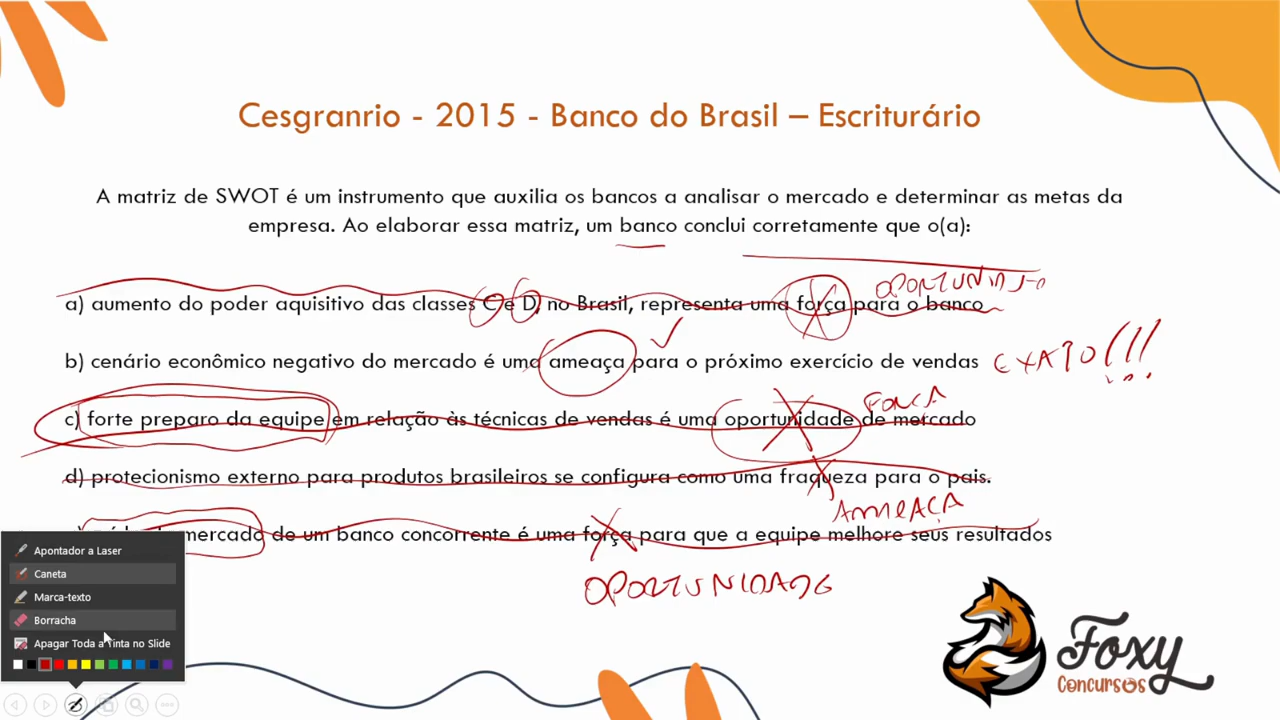 Cesgranrio - 2015 - Banco do Brasil – Escriturário
A matriz de SWOT é um instrumento que auxilia os bancos a analisar o mercado e determinar as metas da
empresa. Ao elaborar essa matriz, um banco conclui corretamente que o(a):
OPORTUNID
a) aumento do poder aquisitivo das classes C e D, no Brasil, representa uma força para o banco
b) cenário econômico negativo do mercado é uma ameaça para o próximo exercício de vendas EXATO!!!
FORÇA
c) forte preparo da equipe em relação às técnicas de vendas é uma oportunidade de mercado
d) protecionismo externo para produtos brasileiros se configura como uma fraqueza para o pais.
AMEAÇA
mercado de um banco concorrente é uma força para que a equipe melhore seus resultados
OPORTUNIDADE
Apontador a Laser
Caneta
Marca-texto
Borracha
Apagar Toda a Tinta no Slide
Foxy
Concursos